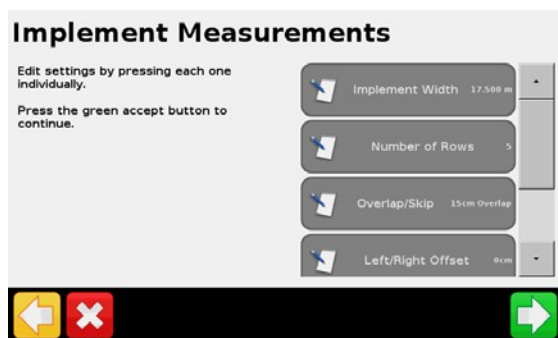 Implement Measurements
Edit settings by pressing each one
individually.
Press the green accept button to
continue.
Implement Width 17.500 m
Number of Rows 5
Overlap/Skip 15cm Overlap
Left/Right Offset 0cm